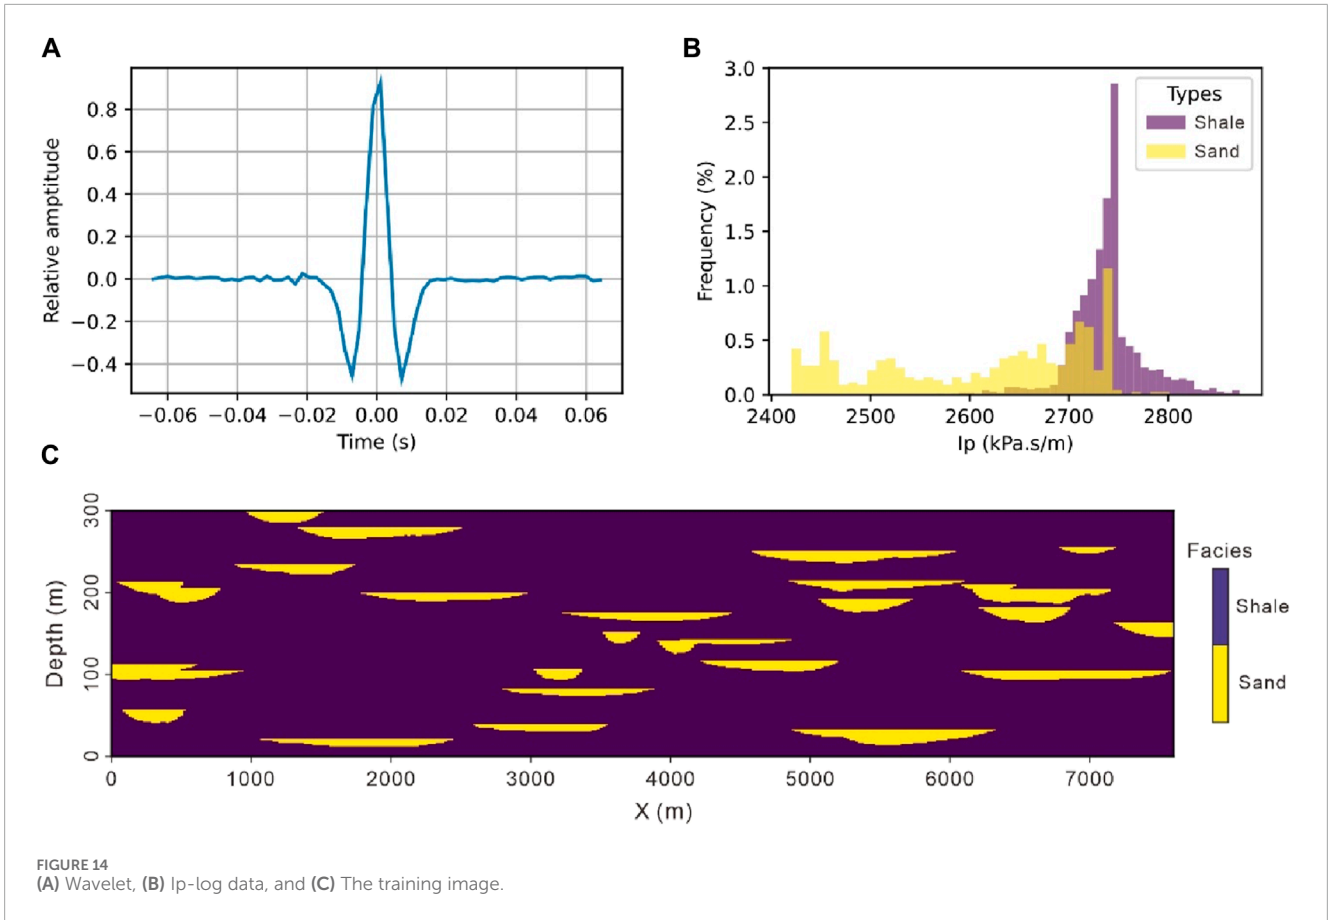 A
0.8
0.6
0.4
0.2
0.0
−0.2
−0.4
Relative amptitude
−0.06 −0.04 −0.02 0.00 0.02 0.04 0.06
Time (s)
B
3.0
2.5
2.0
1.5
1.0
0.5
0.0
Frequency (%)
Types
Shale
Sand
2400 2500 2600 2700 2800
Ip (kPa.s/m)
C
300
200
100
0
Depth (m)
0 1000 2000 3000 4000 5000 6000 7000
X (m)
Facies
Shale
Sand
FIGURE 14
(A) Wavelet, (B) Ip-log data, and (C) The training image.